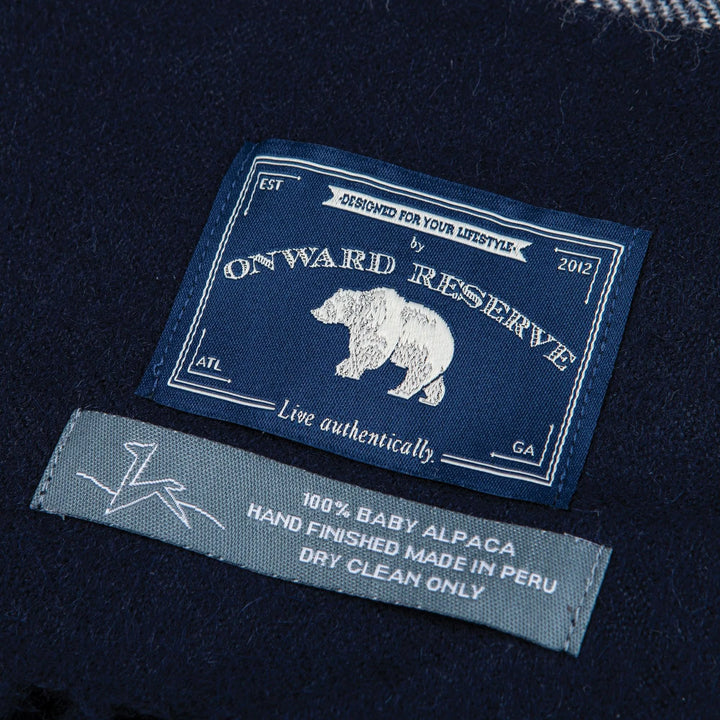 EST
DESIGNED FOR YOUR LIFESTYLE
by
2012
ONWARD RESERVE
ATL
Live authentically.
GA
100% BABY ALPACA
HAND FINISHED MADE IN PERU
DRY CLEAN ONLY